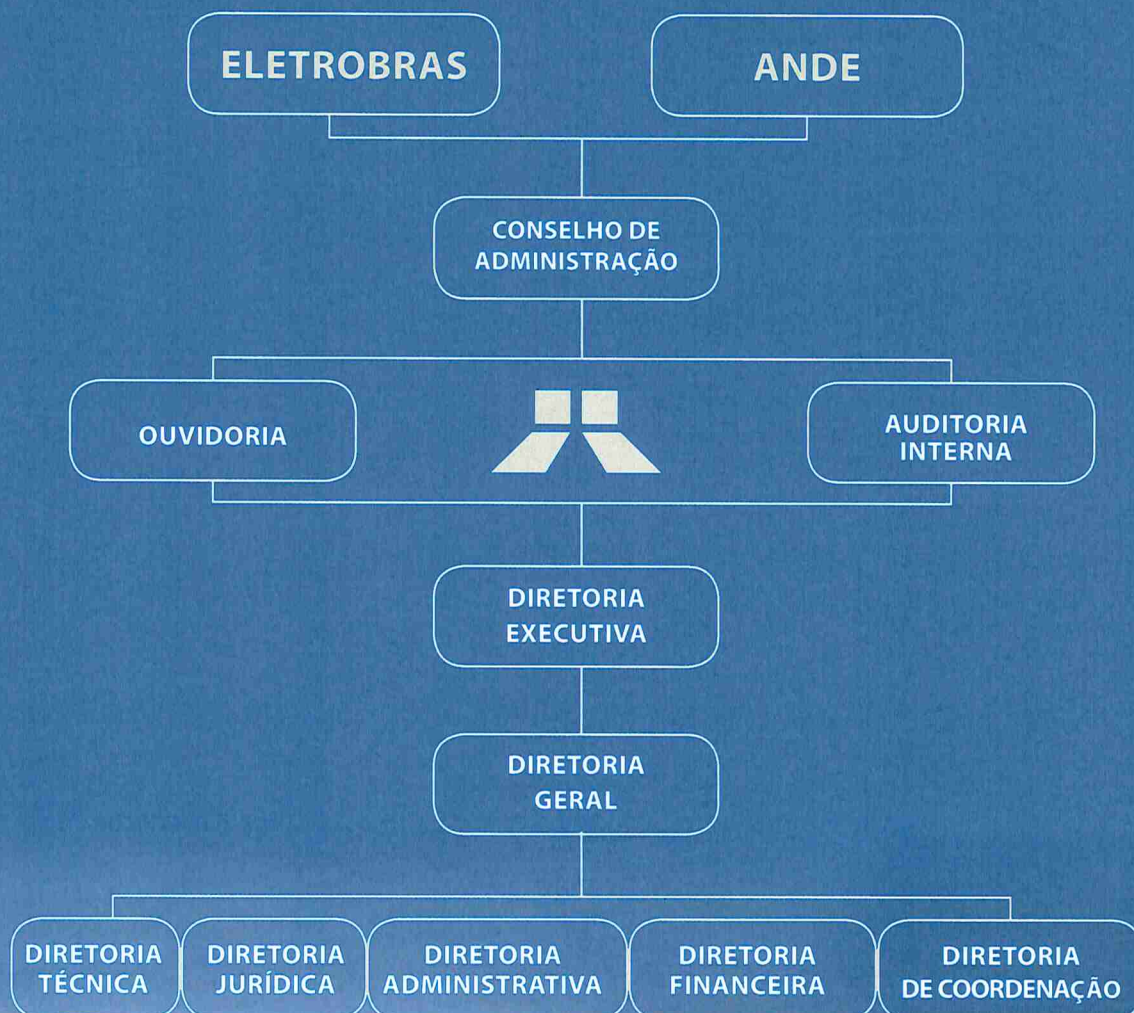 ELETROBRAS
ANDE
CONSELHO DE
ADMINISTRAÇÃO
OUVIDORIA
AUDITORIA
INTERNA
DIRETORIA
EXECUTIVA
DIRETORIA
GERAL
DIRETORIA
TÉCNICA
DIRETORIA
JURÍDICA
DIRETORIA
ADMINISTRATIVA
DIRETORIA
FINANCEIRA
DIRETORIA
DE COORDENAÇÃO